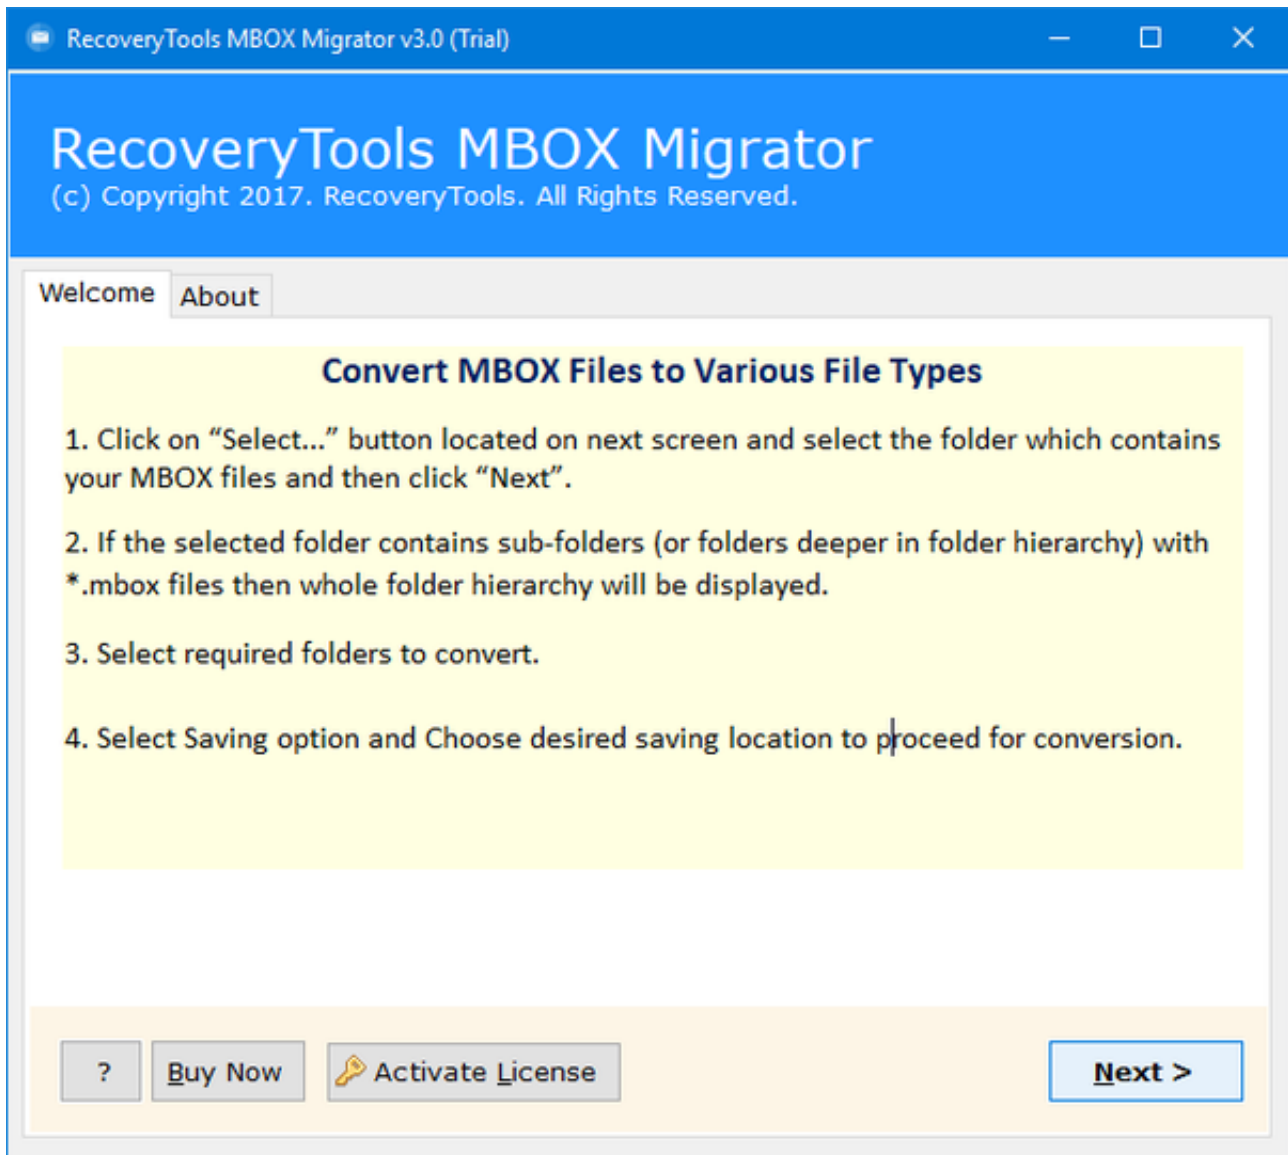 RecoveryTools MBOX Migrator v3.0 (Trial)
RecoveryTools MBOX Migrator
(c) Copyright 2017. RecoveryTools. All Rights Reserved.
Welcome About
Convert MBOX Files to Various File Types
1. Click on “Select...” button located on next screen and select the folder which contains
your MBOX files and then click “Next”.
2. If the selected folder contains sub-folders (or folders deeper in folder hierarchy) with
*.mbox files then whole folder hierarchy will be displayed.
3. Select required folders to convert.
4. Select Saving option and Choose desired saving location to proceed for conversion.
? Buy Now Activate License Next >